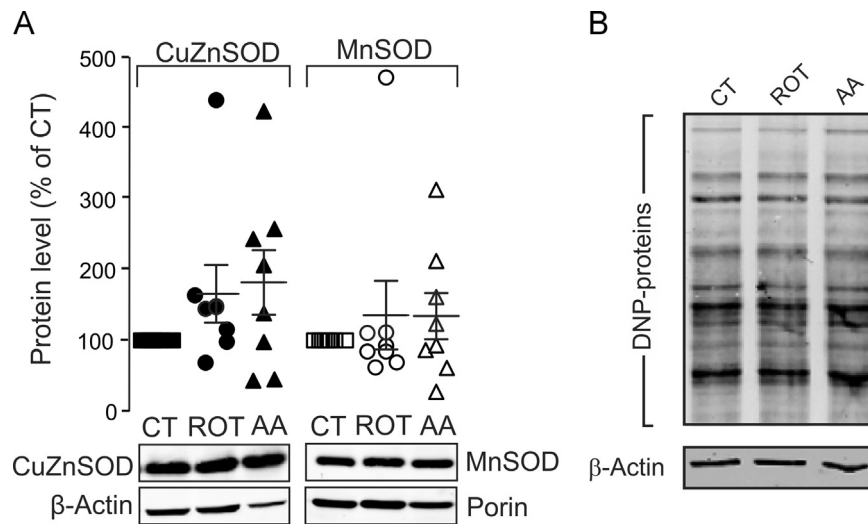 A
B
CuZnSOD
MnSOD
Protein level (% of CT)
500
400
300
200
100
0
CT ROT AA
CT ROT AA
CuZnSOD
MnSOD
β-Actin
Porin
CT
ROT
AA
DNP-proteins
β-Actin